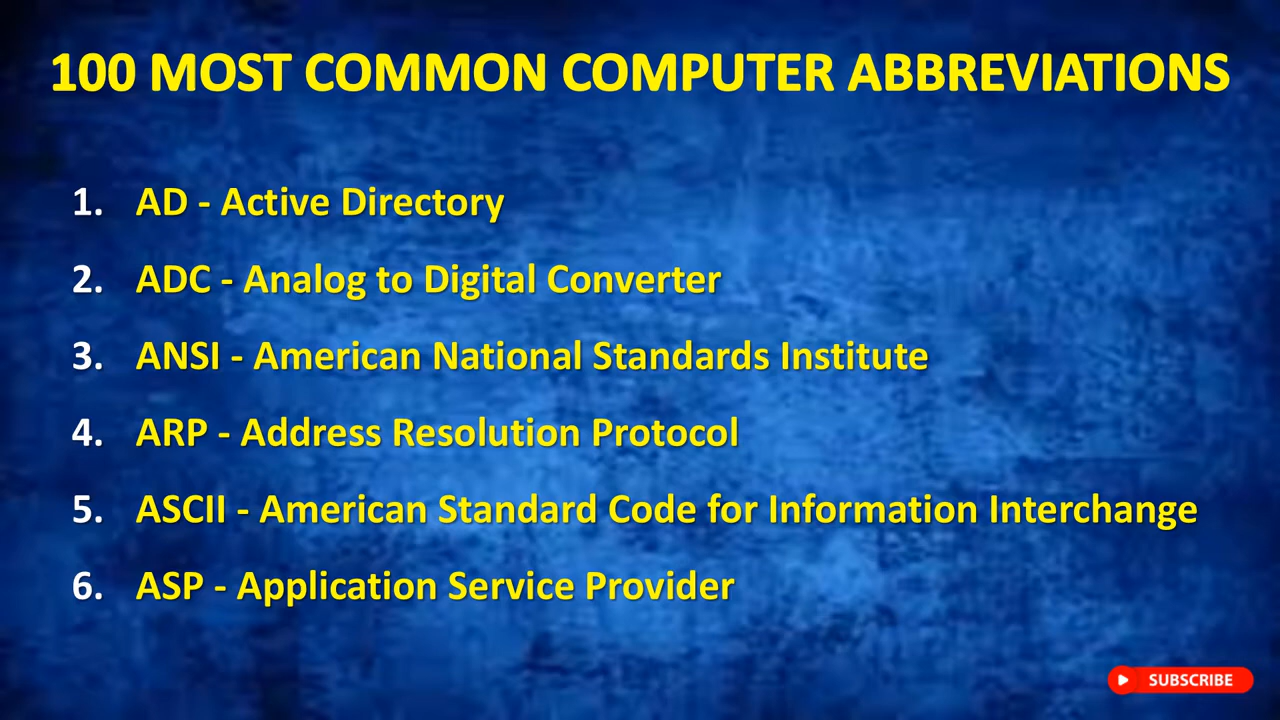 100 MOST COMMON COMPUTER ABBREVIATIONS
1. AD - Active Directory
2. ADC - Analog to Digital Converter
3. ANSI - American National Standards Institute
4. ARP - Address Resolution Protocol
5. ASCII - American Standard Code for Information Interchange
6. ASP - Application Service Provider
SUBSCRIBE